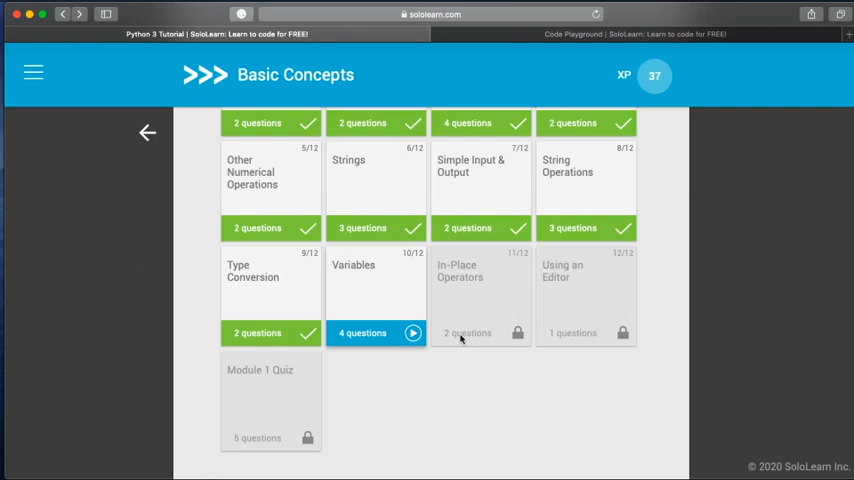 sololearn.com
Python 3 Tutorial | SoloLearn: Learn to code for FREE!
Code Playground | SoloLearn: Learn to code for FREE!
>>> Basic Concepts
XP 37
2 questions
2 questions
4 questions
2 questions
5/12
Other
Numerical
Operations
2 questions
6/12
Strings
3 questions
7/12
Simple Input &
Output
2 questions
8/12
String
Operations
3 questions
9/12
Type
Conversion
2 questions
10/12
Variables
4 questions
11/12
In-Place
Operators
2 questions
12/12
Using an
Editor
1 questions
Module 1 Quiz
5 questions
© 2020 SoloLearn Inc.